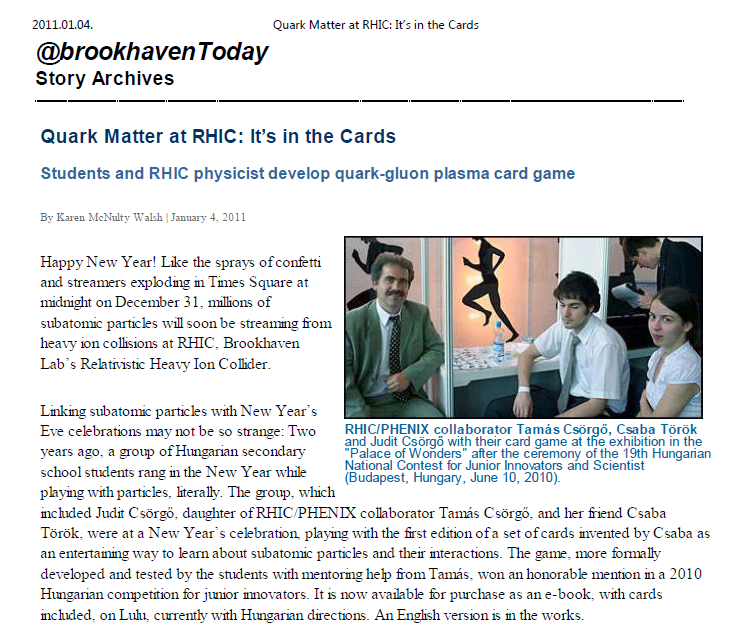 2011.01.04. Quark Matter at RHIC: It's in the Cards
@brookhavenToday
Story Archives
Quark Matter at RHIC: It's in the Cards
Students and RHIC physicist develop quark-gluon plasma card game
By Karen McNulty Walsh | January 4, 2011
Happy New Year! Like the sprays of confetti
and streamers exploding in Times Square at
midnight on December 31, millions of
subatomic particles will soon be streaming from
heavy ion collisions at RHIC, Brookhaven
Lab's Relativistic Heavy Ion Collider.
RHIC/PHENIX collaborator Tamás Csörgő, Csaba Török
and Judit Csörgő with their card game at the exhibition in the
"Palace of Wonders" after the ceremony of the 19th Hungarian
National Contest for Junior Innovators and Scientist
(Budapest, Hungary, June 10, 2010).
Linking subatomic particles with New Year's
Eve celebrations may not be so strange: Two
years ago, a group of Hungarian secondary
school students rang in the New Year while
playing with particles, literally. The group, which
included Judit Csörgő, daughter of RHIC/PHENIX collaborator Tamás Csörgő, and her friend Csaba
Török, were at a New Year's celebration, playing with the first edition of a set of cards invented by Csaba as
an entertaining way to learn about subatomic particles and their interactions. The game, more formally
developed and tested by the students with mentoring help from Tamás, won an honorable mention in a 2010
Hungarian competition for junior innovators. It is now available for purchase as an e-book, with cards
included, on Lulu, currently with Hungarian directions. An English version is in the works.